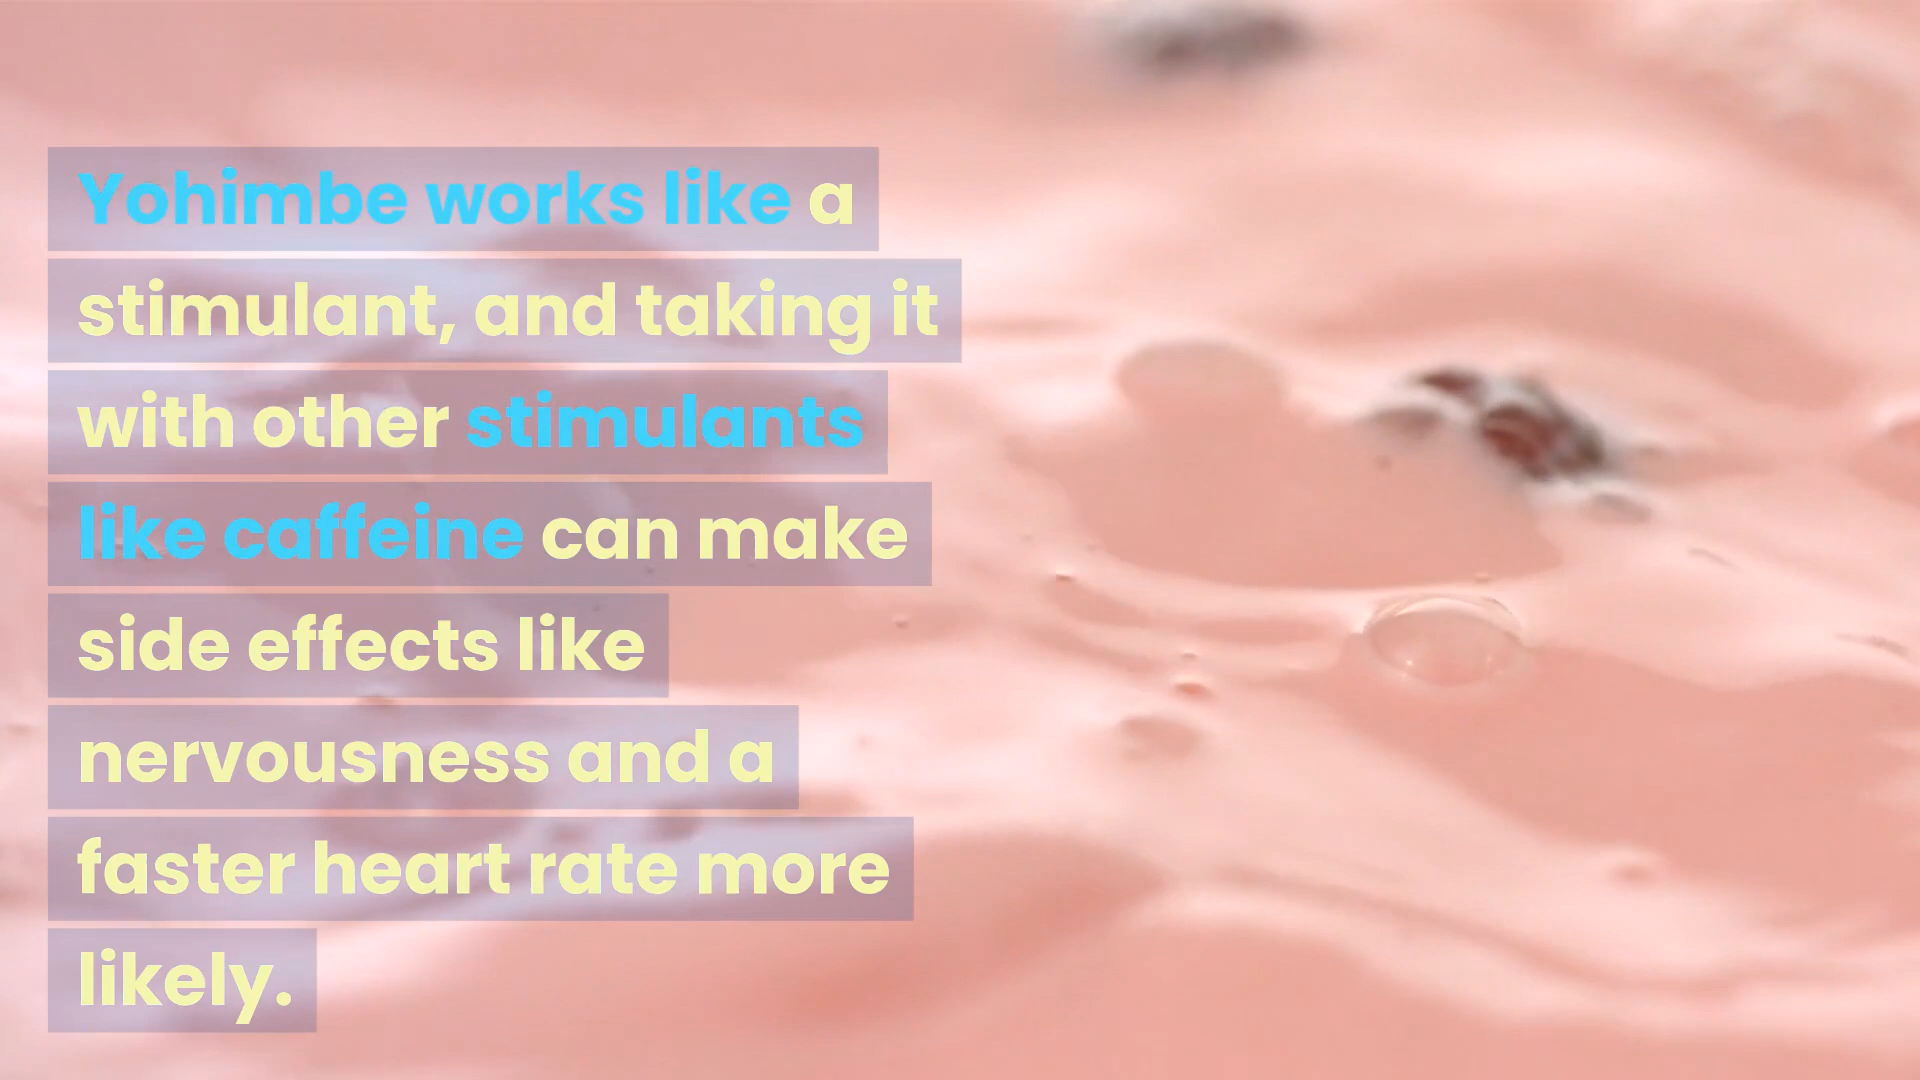 Yohimbe works like a
stimulant, and taking it
with other stimulants
like caffeine can make
side effects like
nervousness and a
faster heart rate more
likely.